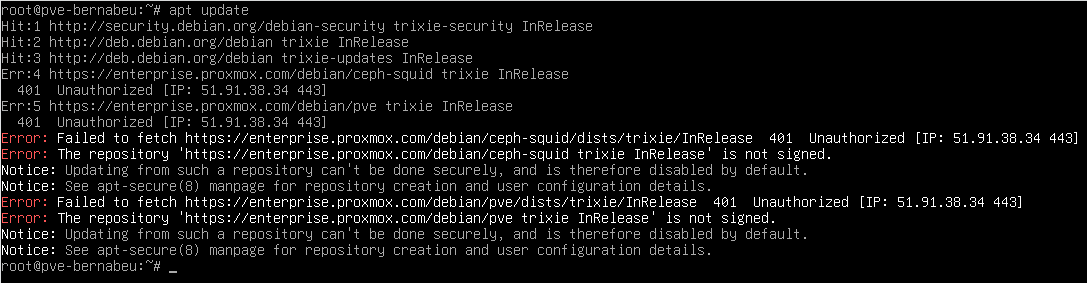 root@pve-bernabeu:~# apt update
Hit:1 http://security.debian.org/debian-security trixie-security InRelease
Hit:2 http://deb.debian.org/debian trixie InRelease
Hit:3 http://deb.debian.org/debian trixie-updates InRelease
Err:4 https://enterprise.proxmox.com/debian/ceph-squid trixie InRelease
  401  Unauthorized [IP: 51.91.38.34 443]
Err:5 https://enterprise.proxmox.com/debian/pve trixie InRelease
  401  Unauthorized [IP: 51.91.38.34 443]
Error: Failed to fetch https://enterprise.proxmox.com/debian/ceph-squid/dists/trixie/InRelease  401  Unauthorized [IP: 51.91.38.34 443]
Error: The repository 'https://enterprise.proxmox.com/debian/ceph-squid trixie InRelease' is not signed.
Notice: Updating from such a repository can't be done securely, and is therefore disabled by default.
Notice: See apt-secure(8) manpage for repository creation and user configuration details.
Error: Failed to fetch https://enterprise.proxmox.com/debian/pve/dists/trixie/InRelease  401  Unauthorized [IP: 51.91.38.34 443]
Error: The repository 'https://enterprise.proxmox.com/debian/pve trixie InRelease' is not signed.
Notice: Updating from such a repository can't be done securely, and is therefore disabled by default.
Notice: See apt-secure(8) manpage for repository creation and user configuration details.
root@pve-bernabeu:~# _